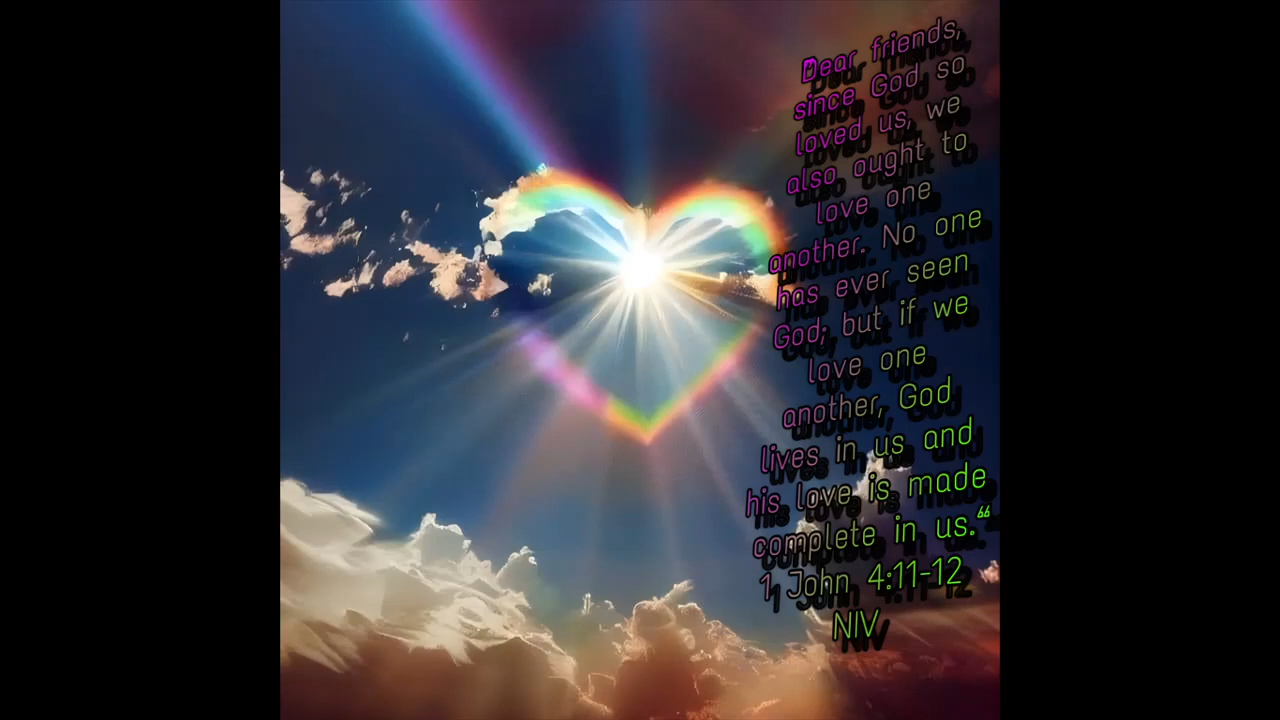 Dear friends,
since God so
loved us, we
also ought to
love one
another. No one
has ever seen
God; but if we
love one
another, God
lives in us and
his love is made
complete in us.“
1 John 4:11-12
NIV